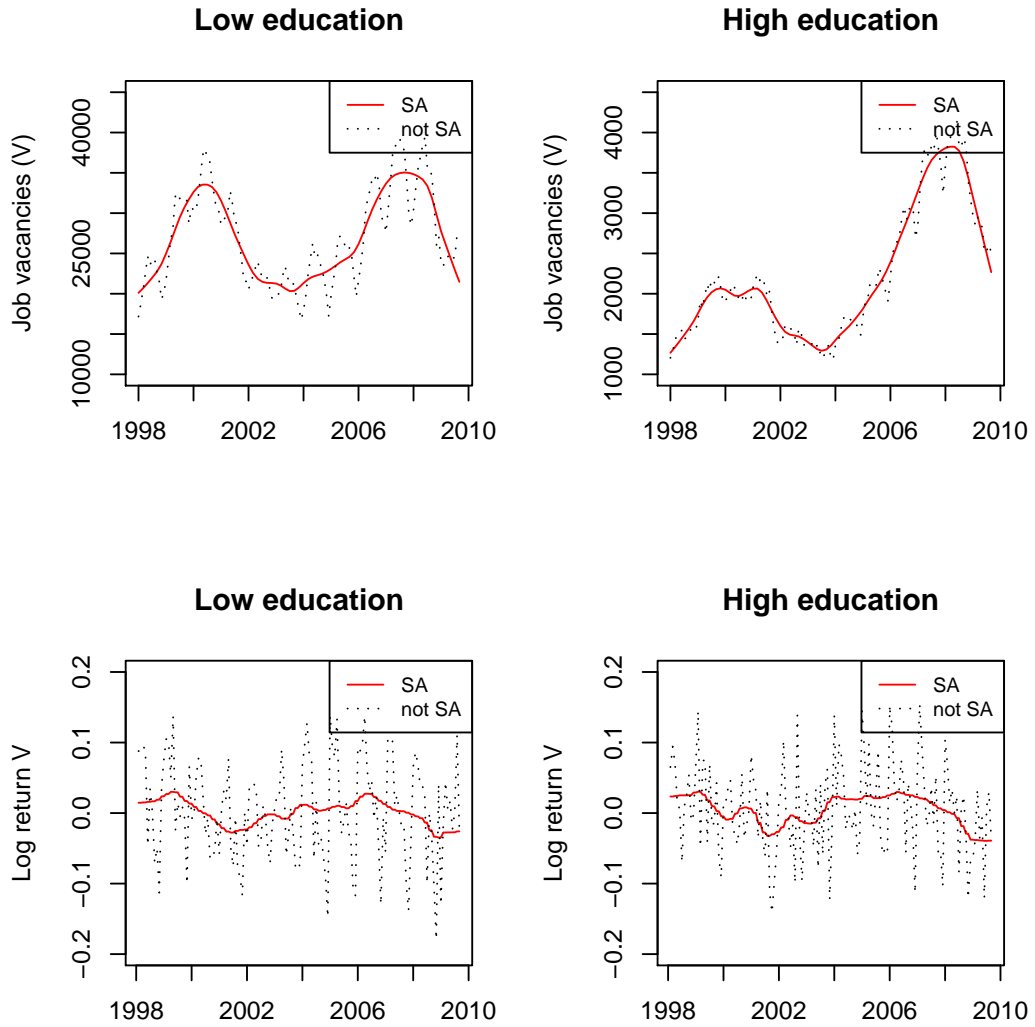 Low education
Job vacancies (V)
40000
25000
10000
SA
not SA
1998
2002
2006
2010
High education
Job vacancies (V)
4000
3000
2000
1000
SA
not SA
1998
2002
2006
2010
Low education
Log return V
0.2
0.1
0.0
−0.1
−0.2
SA
not SA
1998
2002
2006
2010
High education
Log return V
0.2
0.1
0.0
−0.1
−0.2
SA
not SA
1998
2002
2006
2010